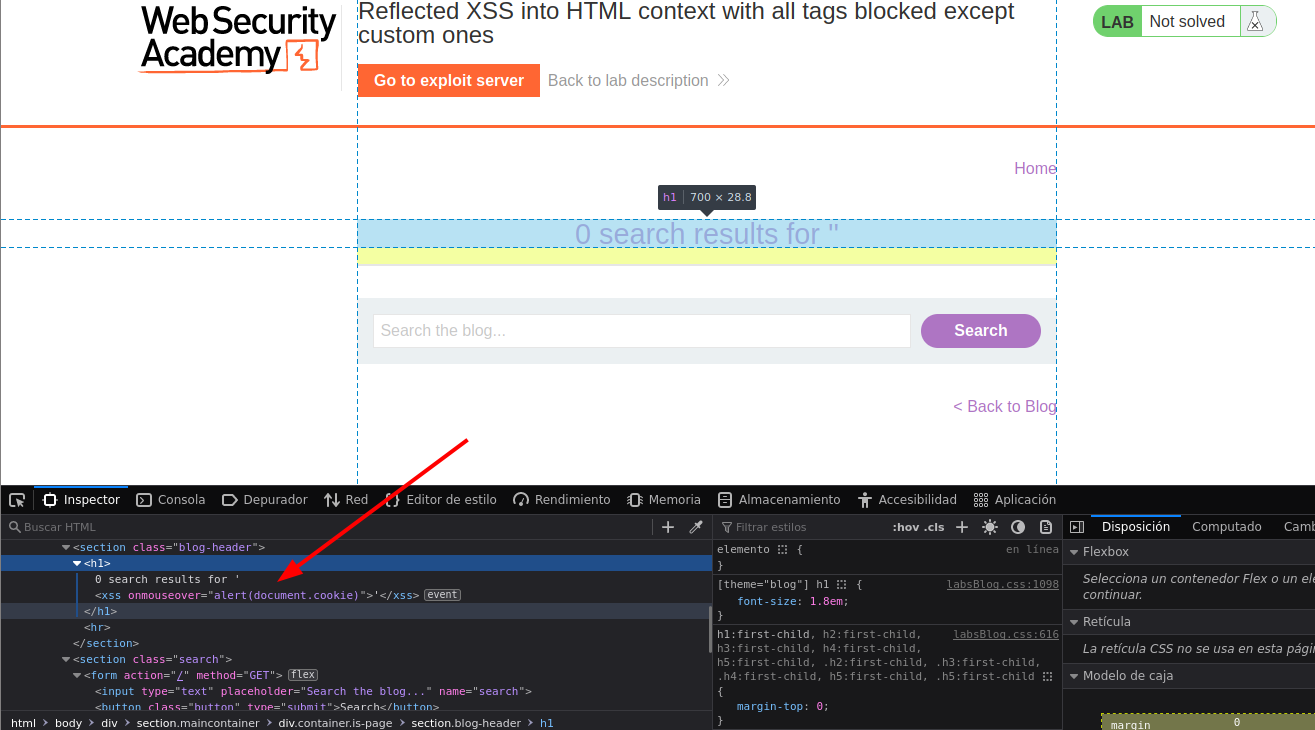 Web Security
Academy
Reflected XSS into HTML context with all tags blocked except
custom ones
Go to exploit server
Back to lab description
LAB
Not solved
Home
h1 700 × 28.8
0 search results for ''
Search the blog...
Search
< Back to Blog
Inspector
Consola
Depurador
Red
Editor de estilo
Rendimiento
Memoria
Almacenamiento
Accesibilidad
Aplicación
Buscar HTML
<section class="blog-header">
<h1>
0 search results for '
<xss onmouseover="alert(document.cookie)">'</xss> event
</h1>
<hr>
</section>
<section class="search">
<form action="/" method="GET"> flex
<input type="text" placeholder="Search the blog..." name="search">
<button class="button" type="submit">Search</button>
html > body > div > section.maincontainer > div.container.is-page > section.blog-header > h1
Filtrar estilos
:hov .cls
elemento {
en línea
}
[theme="blog"] h1 {
labsBlog.css:1098
font-size: 1.8em;
}
h1:first-child, h2:first-child,
labsBlog.css:616
h3:first-child, h4:first-child,
h5:first-child, .h2:first-child, .h3:first-child,
.h4:first-child, h5:first-child, .h5:first-child
{
margin-top: 0;
}
Disposición
Computado
Camb
Flexbox
Selecciona un contenedor Flex o un ele
continuar.
Retícula
La retícula CSS no se usa en esta págin
Modelo de caja
margin
0